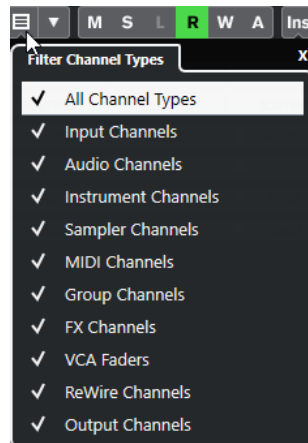 M S L R W A Ins
Filter Channel Types X
All Channel Types
Input Channels
Audio Channels
Instrument Channels
Sampler Channels
MIDI Channels
Group Channels
FX Channels
VCA Faders
ReWire Channels
Output Channels